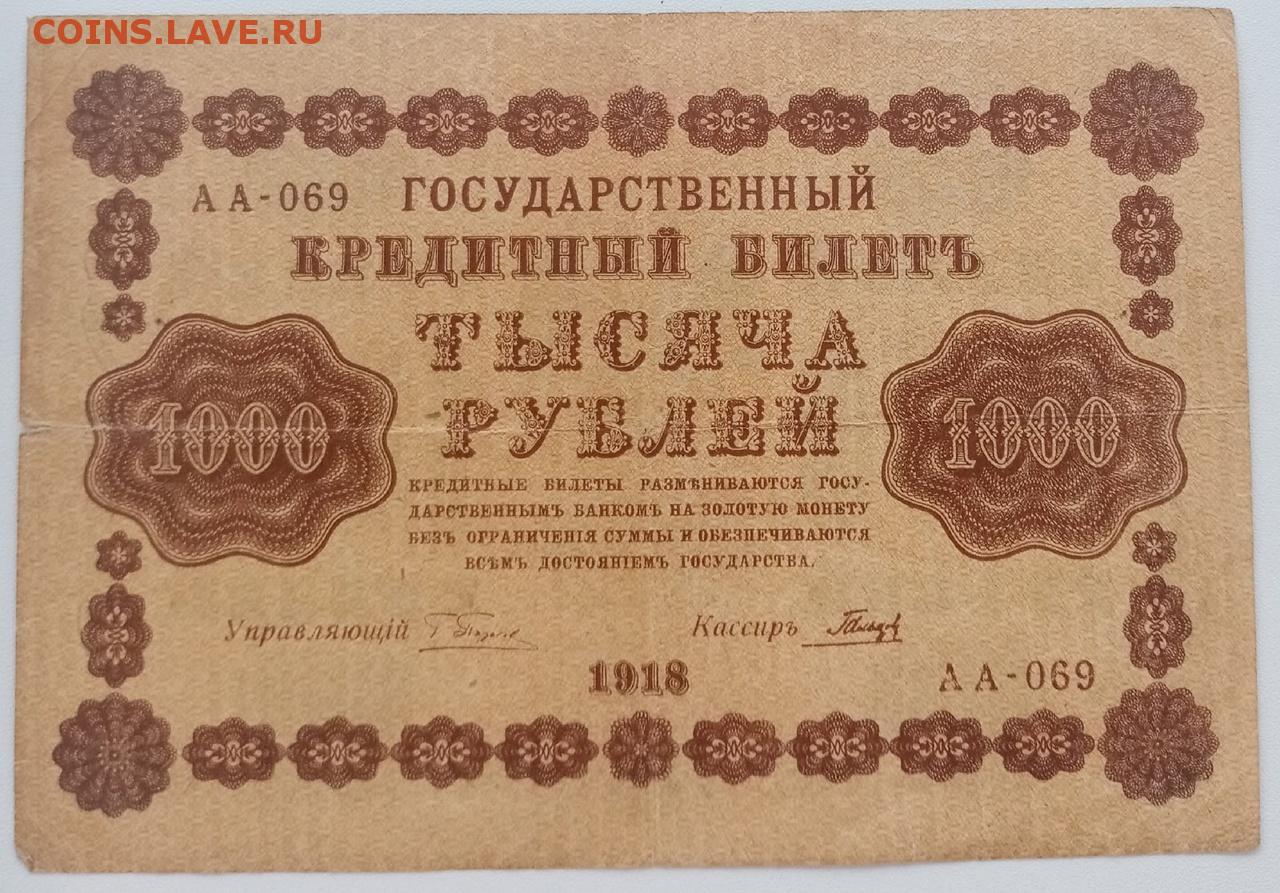 COINS.LAVE.RU
АА-069 ГОСУДАРСТВЕННЫЙ
КРЕДИТНЫЙ БИЛЕТЪ
ТЫСЯЧА
РУБЛЕЙ
1000 1000
КРЕДИТНЫЕ БИЛЕТЫ РАЗМѢНИВАЮТСЯ ГОСУ-
ДАРСТВЕННЫМЪ БАНКОМЪ НА ЗОЛОТУЮ МОНЕТУ
БЕЗЪ ОГРАНИЧЕНІЯ СУММЫ И ОБЕЗПЕЧИВАЮТСЯ
ВСѢМЪ ДОСТОЯНІЕМЪ ГОСУДАРСТВА.
Управляющій Кассиръ
1918 АА-069